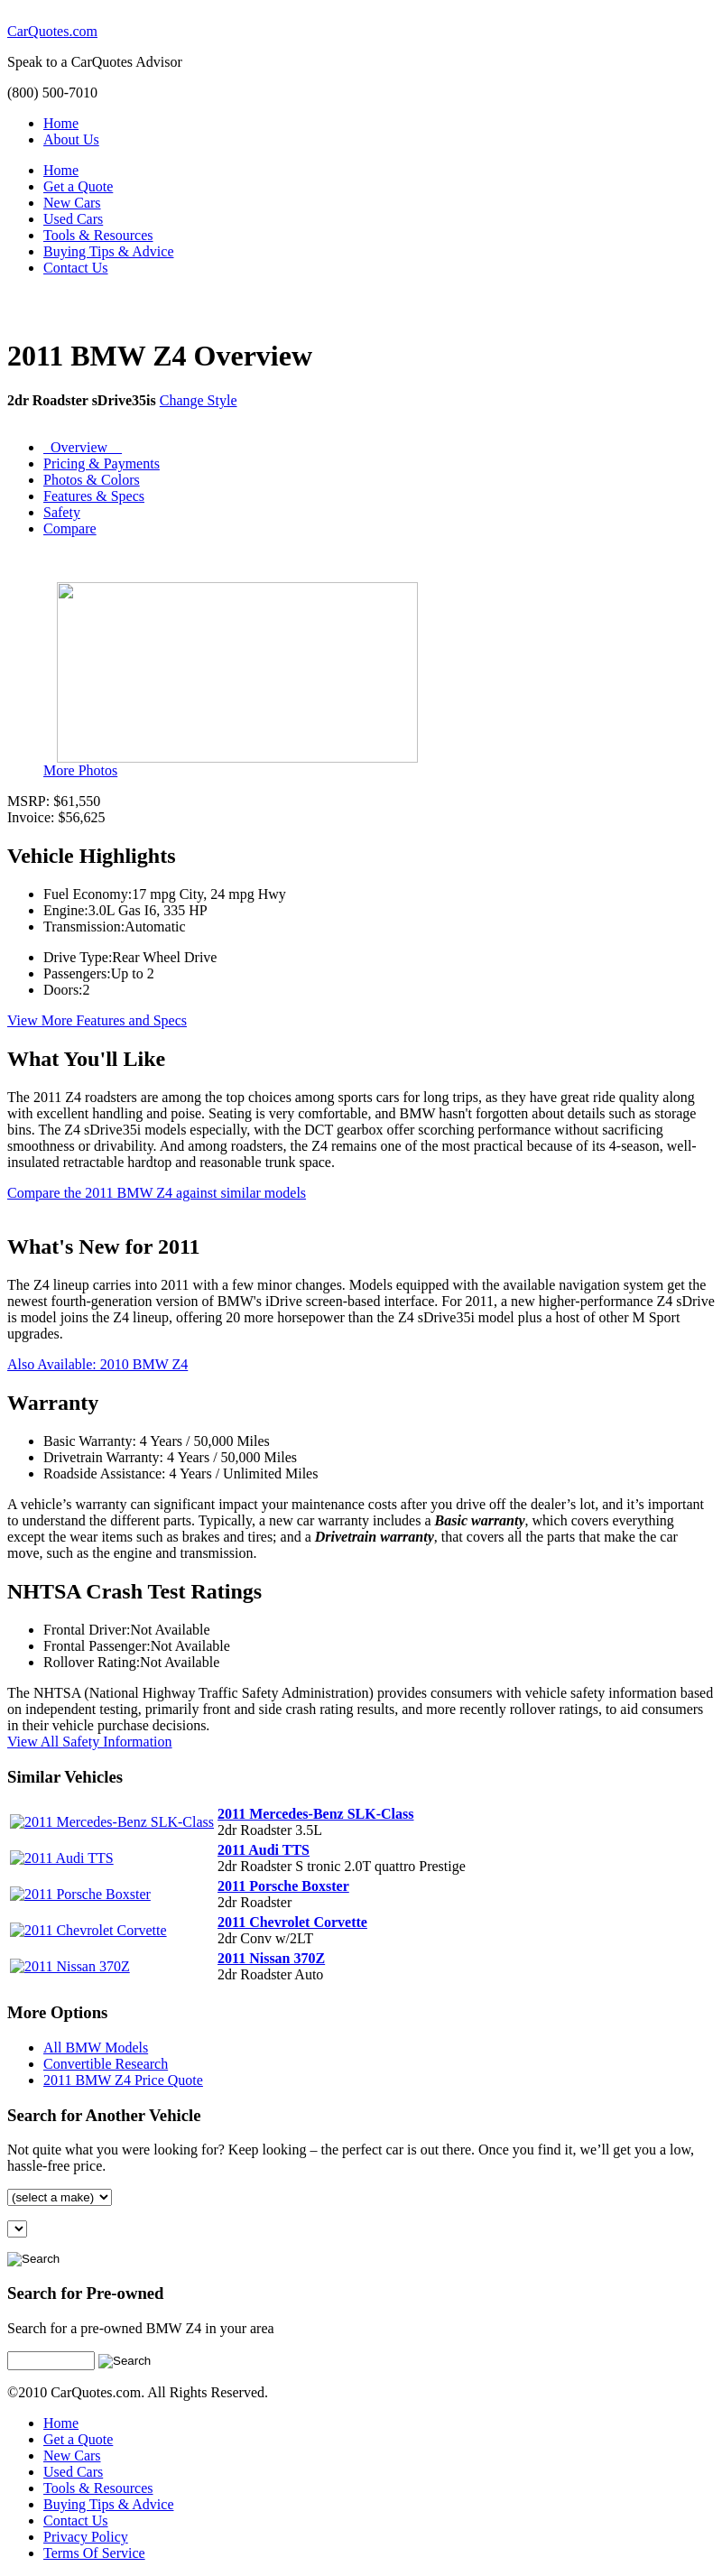 CarQuotes.com
Speak to a CarQuotes Advisor
(800) 500-7010
Home
About Us
Home
Get a Quote
New Cars
Used Cars
Tools & Resources
Buying Tips & Advice
Contact Us
2011 BMW Z4 Overview
2dr Roadster sDrive35is Change Style
Overview
Pricing & Payments
Photos & Colors
Features & Specs
Safety
Compare
More Photos
MSRP: $61,550
Invoice: $56,625
Vehicle Highlights
Fuel Economy:17 mpg City, 24 mpg Hwy
Engine:3.0L Gas I6, 335 HP
Transmission:Automatic
Drive Type:Rear Wheel Drive
Passengers:Up to 2
Doors:2
View More Features and Specs
What You'll Like
The 2011 Z4 roadsters are among the top choices among sports cars for long trips, as they have great ride quality along
with excellent handling and poise. Seating is very comfortable, and BMW hasn't forgotten about details such as storage
bins. The Z4 sDrive35i models especially, with the DCT gearbox offer scorching performance without sacrificing
smoothness or drivability. And among roadsters, the Z4 remains one of the most practical because of its 4-season, well-
insulated retractable hardtop and reasonable trunk space.
Compare the 2011 BMW Z4 against similar models
What's New for 2011
The Z4 lineup carries into 2011 with a few minor changes. Models equipped with the available navigation system get the
newest fourth-generation version of BMW's iDrive screen-based interface. For 2011, a new higher-performance Z4 sDrive
is model joins the Z4 lineup, offering 20 more horsepower than the Z4 sDrive35i model plus a host of other M Sport
upgrades.
Also Available: 2010 BMW Z4
Warranty
Basic Warranty: 4 Years / 50,000 Miles
Drivetrain Warranty: 4 Years / 50,000 Miles
Roadside Assistance: 4 Years / Unlimited Miles
A vehicle’s warranty can significant impact your maintenance costs after you drive off the dealer’s lot, and it’s important
to understand the different parts. Typically, a new car warranty includes a Basic warranty, which covers everything
except the wear items such as brakes and tires; and a Drivetrain warranty, that covers all the parts that make the car
move, such as the engine and transmission.
NHTSA Crash Test Ratings
Frontal Driver:Not Available
Frontal Passenger:Not Available
Rollover Rating:Not Available
The NHTSA (National Highway Traffic Safety Administration) provides consumers with vehicle safety information based
on independent testing, primarily front and side crash rating results, and more recently rollover ratings, to aid consumers
in their vehicle purchase decisions.
View All Safety Information
Similar Vehicles
2011 Mercedes-Benz SLK-Class 2011 Mercedes-Benz SLK-Class
2dr Roadster 3.5L
2011 Audi TTS 2011 Audi TTS
2dr Roadster S tronic 2.0T quattro Prestige
2011 Porsche Boxster 2011 Porsche Boxster
2dr Roadster
2011 Chevrolet Corvette 2011 Chevrolet Corvette
2dr Conv w/2LT
2011 Nissan 370Z 2011 Nissan 370Z
2dr Roadster Auto
More Options
All BMW Models
Convertible Research
2011 BMW Z4 Price Quote
Search for Another Vehicle
Not quite what you were looking for? Keep looking – the perfect car is out there. Once you find it, we’ll get you a low,
hassle-free price.
(select a make)
Search
Search for Pre-owned
Search for a pre-owned BMW Z4 in your area
Search
©2010 CarQuotes.com. All Rights Reserved.
Home
Get a Quote
New Cars
Used Cars
Tools & Resources
Buying Tips & Advice
Contact Us
Privacy Policy
Terms Of Service